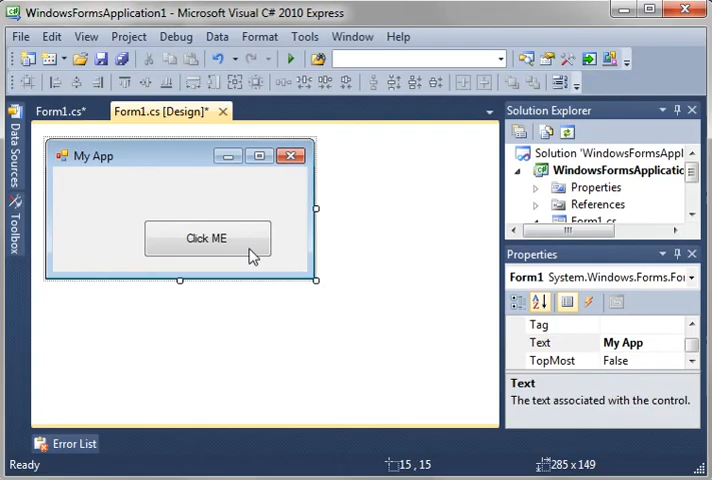 WindowsFormsApplication1 - Microsoft Visual C# 2010 Express
File Edit View Project Debug Data Format Tools Window Help
Form1.cs* Form1.cs [Design]*
Data Sources
Toolbox
My App
Click ME
Solution Explorer
Solution 'WindowsFormsAppl
WindowsFormsApplicatio
Properties
References
Form1.cs
Properties
Form1 System.Windows.Forms.For
Tag
Text My App
TopMost False
Text
The text associated with the control.
Error List
Ready 15 , 15 285 x 149